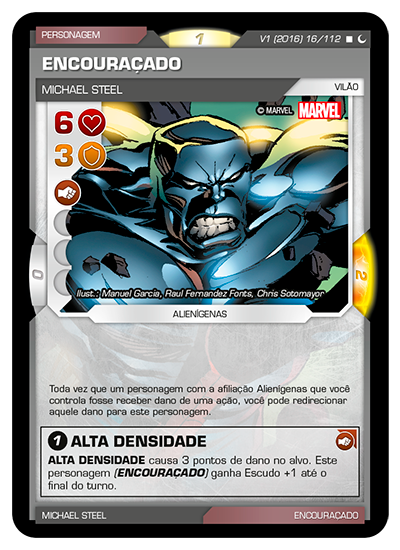 PERSONAGEM
1
V1 (2016) 16/112
ENCOURAÇADO
MICHAEL STEEL
VILÃO
6
© MARVEL MARVEL
3
0
2
Ilust.: Manuel Garcia, Raul Fernandez Fonts, Chris Sotomayor
ALIENÍGENAS
Toda vez que um personagem com a afiliação Alienígenas que você
controla fosse receber dano de uma ação, você pode redirecionar
aquele dano para este personagem.
1 ALTA DENSIDADE
ALTA DENSIDADE causa 3 pontos de dano no alvo. Este
personagem (ENCOURAÇADO) ganha Escudo +1 até o
final do turno.
MICHAEL STEEL
ENCOURAÇADO